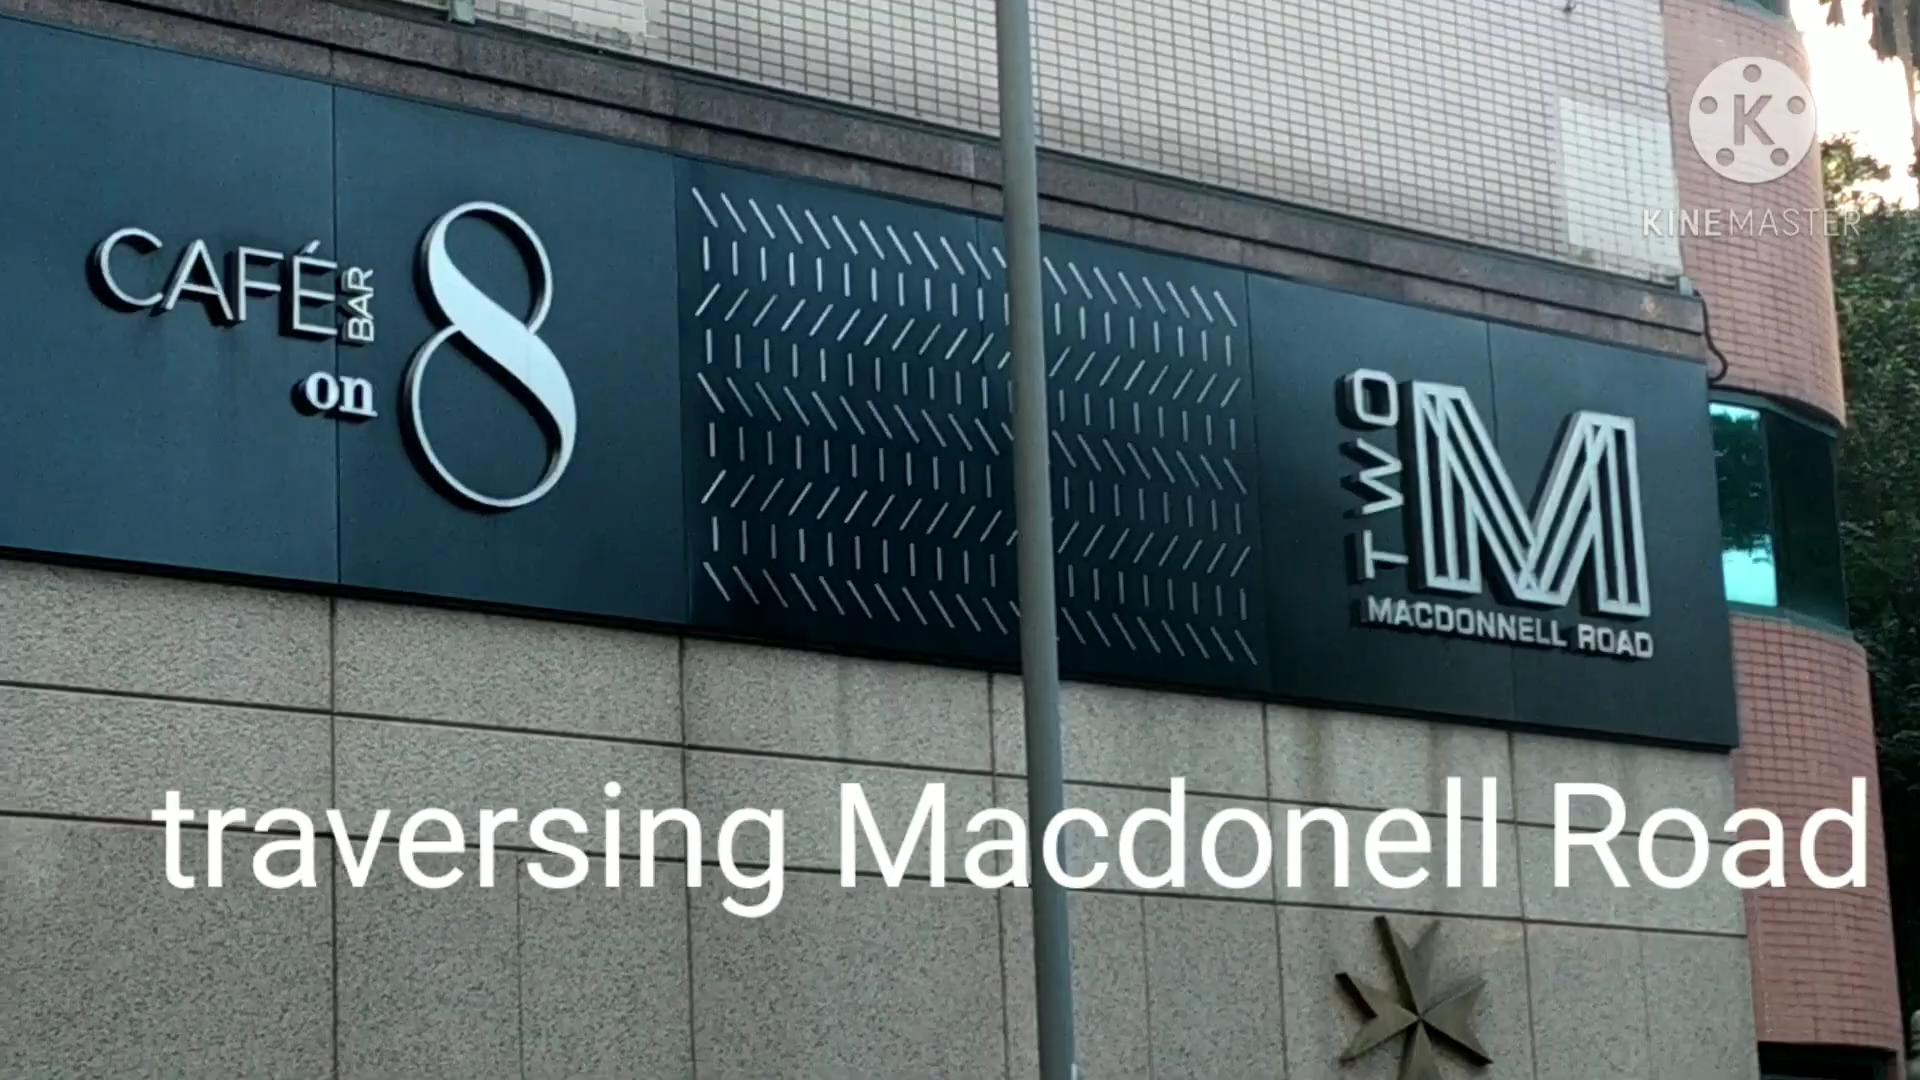 CAFÉ
BAR
on
8
TWO
M
MACDONNELL ROAD
K
KINEMASTER
traversing Macdonell Road